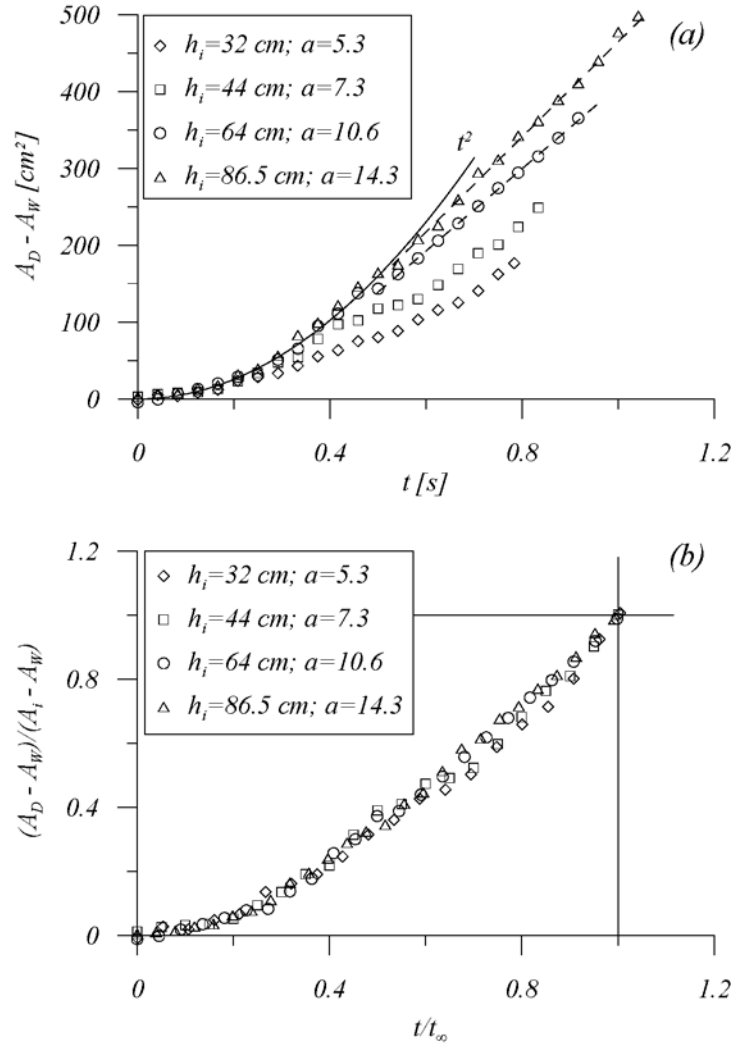 500
400
300
200
100
0
A_D - A_W [cm²]
(a)
h_i=32 cm; a=5.3
h_i=44 cm; a=7.3
h_i=64 cm; a=10.6
h_i=86.5 cm; a=14.3
t²
0 0.4 0.8 1.2
t [s]
1.2
0.8
0.4
0
(A_D - A_W)/(A_i - A_W)
(b)
h_i=32 cm; a=5.3
h_i=44 cm; a=7.3
h_i=64 cm; a=10.6
h_i=86.5 cm; a=14.3
0 0.4 0.8 1.2
t/t_∞